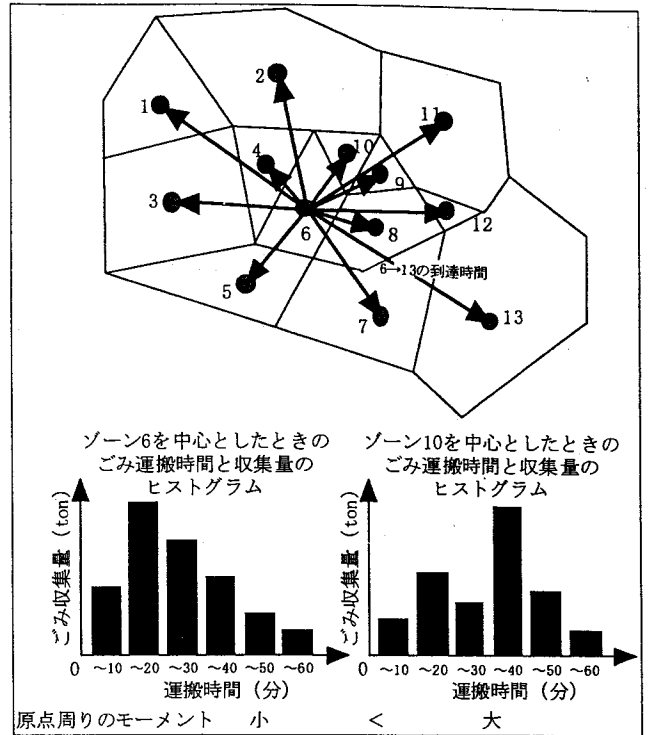 1
2
11
4
10
9
3
6
8
12
5
6→13の到達時間
7
13
ゾーン6を中心としたときの
ごみ運搬時間と収集量の
ヒストグラム
ごみ収集量 (ton)
0 ～10 ～20 ～30 ～40 ～50 ～60
運搬時間 (分)
ゾーン10を中心としたときの
ごみ運搬時間と収集量の
ヒストグラム
ごみ収集量 (ton)
0 ～10 ～20 ～30 ～40 ～50 ～60
運搬時間 (分)
原点周りのモーメント 小 < 大